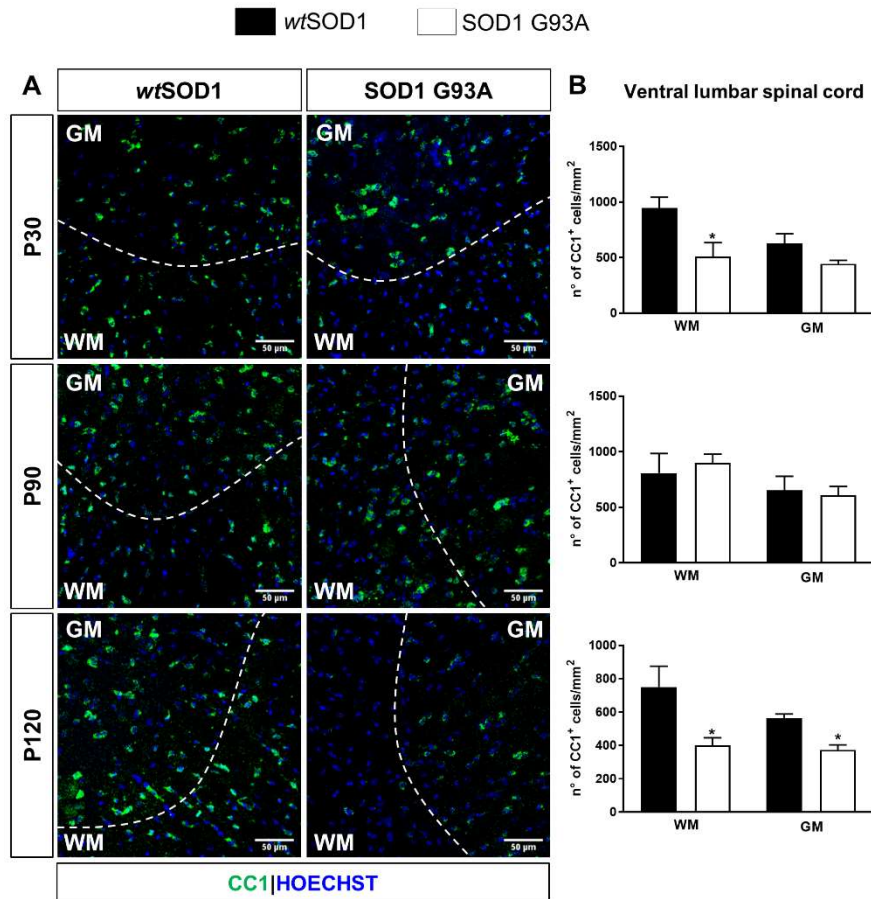 wtSOD1 SOD1 G93A
A wtSOD1 SOD1 G93A
P30
GM GM
WM WM
50 µm 50 µm
P90
GM GM
WM WM
50 µm 50 µm
P120
GM GM
WM WM
50 µm 50 µm
CC1|HOECHST
B Ventral lumbar spinal cord
n° of CC1⁺ cells/mm²
1500
1000
500
0
*
WM GM
n° of CC1⁺ cells/mm²
1500
1000
500
0
WM GM
n° of CC1⁺ cells/mm²
1000
800
600
400
200
0
* *
WM GM